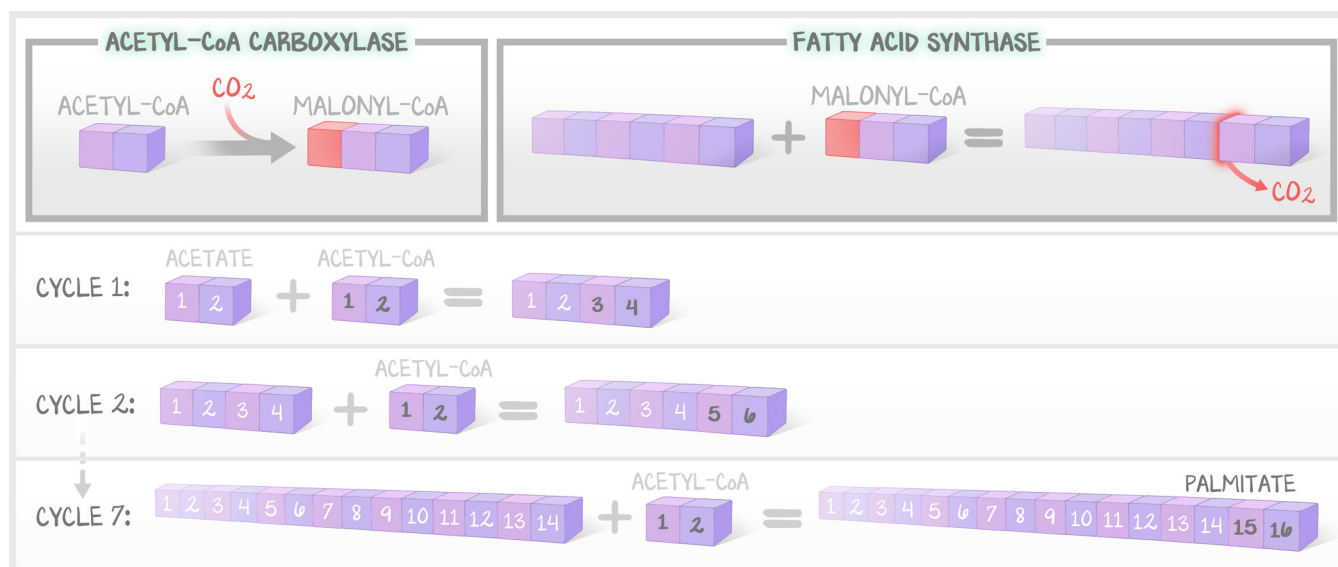 ACETYL-CoA CARBOXYLASE
FATTY ACID SYNTHASE
ACETYL-CoA
CO2
MALONYL-CoA
MALONYL-CoA
+
=
CO2
CYCLE 1:
ACETATE
1 2
+
ACETYL-CoA
1 2
=
1 2 3 4
CYCLE 2:
1 2 3 4
+
ACETYL-CoA
1 2
=
1 2 3 4 5 6
CYCLE 7:
1 2 3 4 5 6 7 8 9 10 11 12 13 14
+
ACETYL-CoA
1 2
=
PALMITATE
1 2 3 4 5 6 7 8 9 10 11 12 13 14 15 16